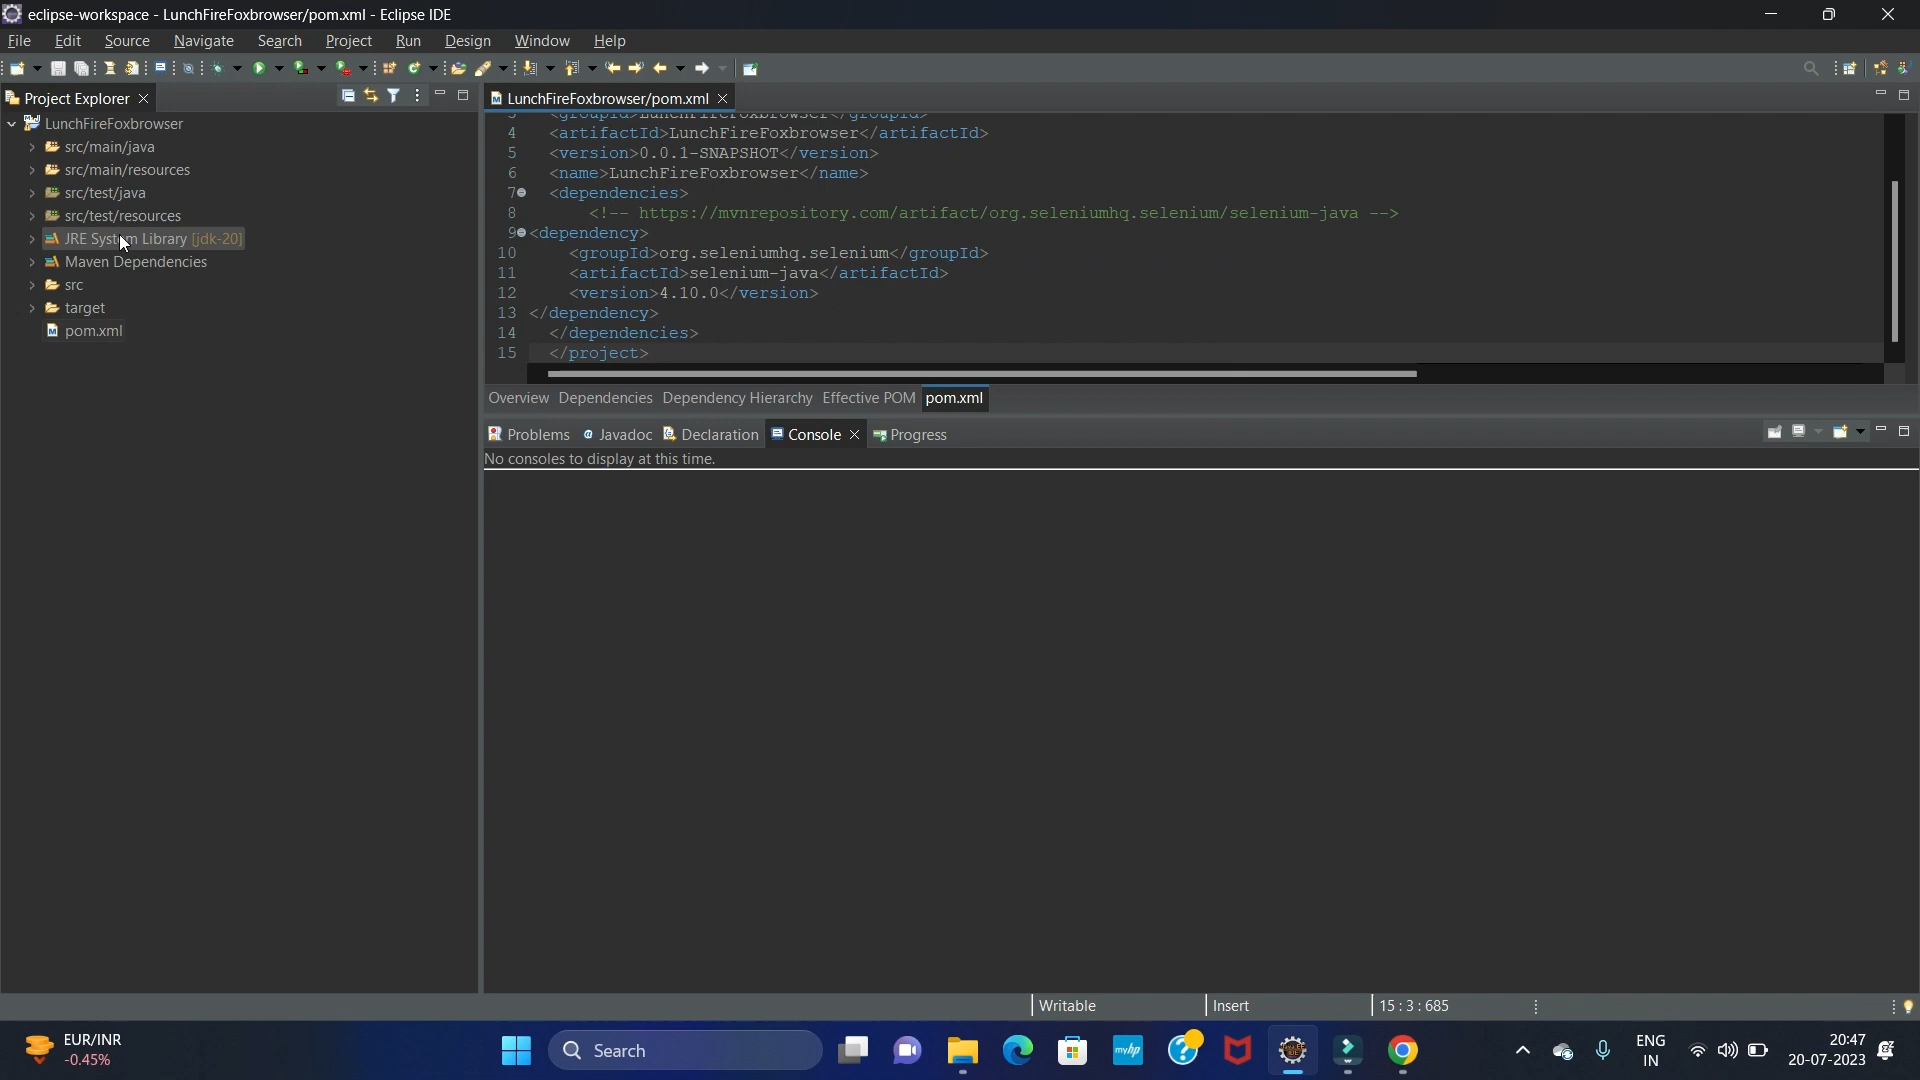 eclipse-workspace - LunchFireFoxbrowser/pom.xml - Eclipse IDE
File Edit Source Navigate Search Project Run Design Window Help
Project Explorer
LunchFireFoxbrowser
src/main/java
src/main/resources
src/test/java
src/test/resources
JRE System Library [jdk-20]
Maven Dependencies
src
target
pom.xml
LunchFireFoxbrowser/pom.xml
3 <groupId>LunchFireFoxbrowser</groupId>
4 <artifactId>LunchFireFoxbrowser</artifactId>
5 <version>0.0.1-SNAPSHOT</version>
6 <name>LunchFireFoxbrowser</name>
7 <dependencies>
8 <!-- https://mvnrepository.com/artifact/org.seleniumhq.selenium/selenium-java -->
9 <dependency>
10 <groupId>org.seleniumhq.selenium</groupId>
11 <artifactId>selenium-java</artifactId>
12 <version>4.10.0</version>
13 </dependency>
14 </dependencies>
15 </project>
Overview Dependencies Dependency Hierarchy Effective POM pom.xml
Problems Javadoc Declaration Console Progress
No consoles to display at this time.
Writable Insert 15 : 3 : 685
EUR/INR
-0.45%
Search
myhp
ENG
IN
20:47
20-07-2023